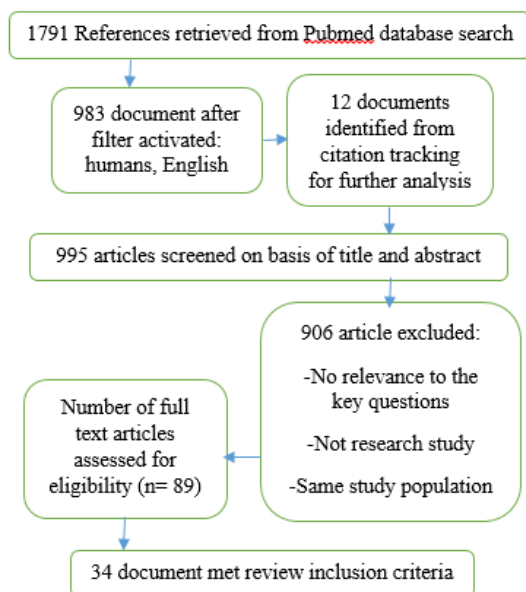 1791 References retrieved from Pubmed database search
983 document after
filter activated:
humans, English
12 documents
identified from
citation tracking
for further analysis
995 articles screened on basis of title and abstract
906 article excluded:
-No relevance to the
key questions
-Not research study
-Same study population
Number of full
text articles
assessed for
eligibility (n= 89)
34 document met review inclusion criteria